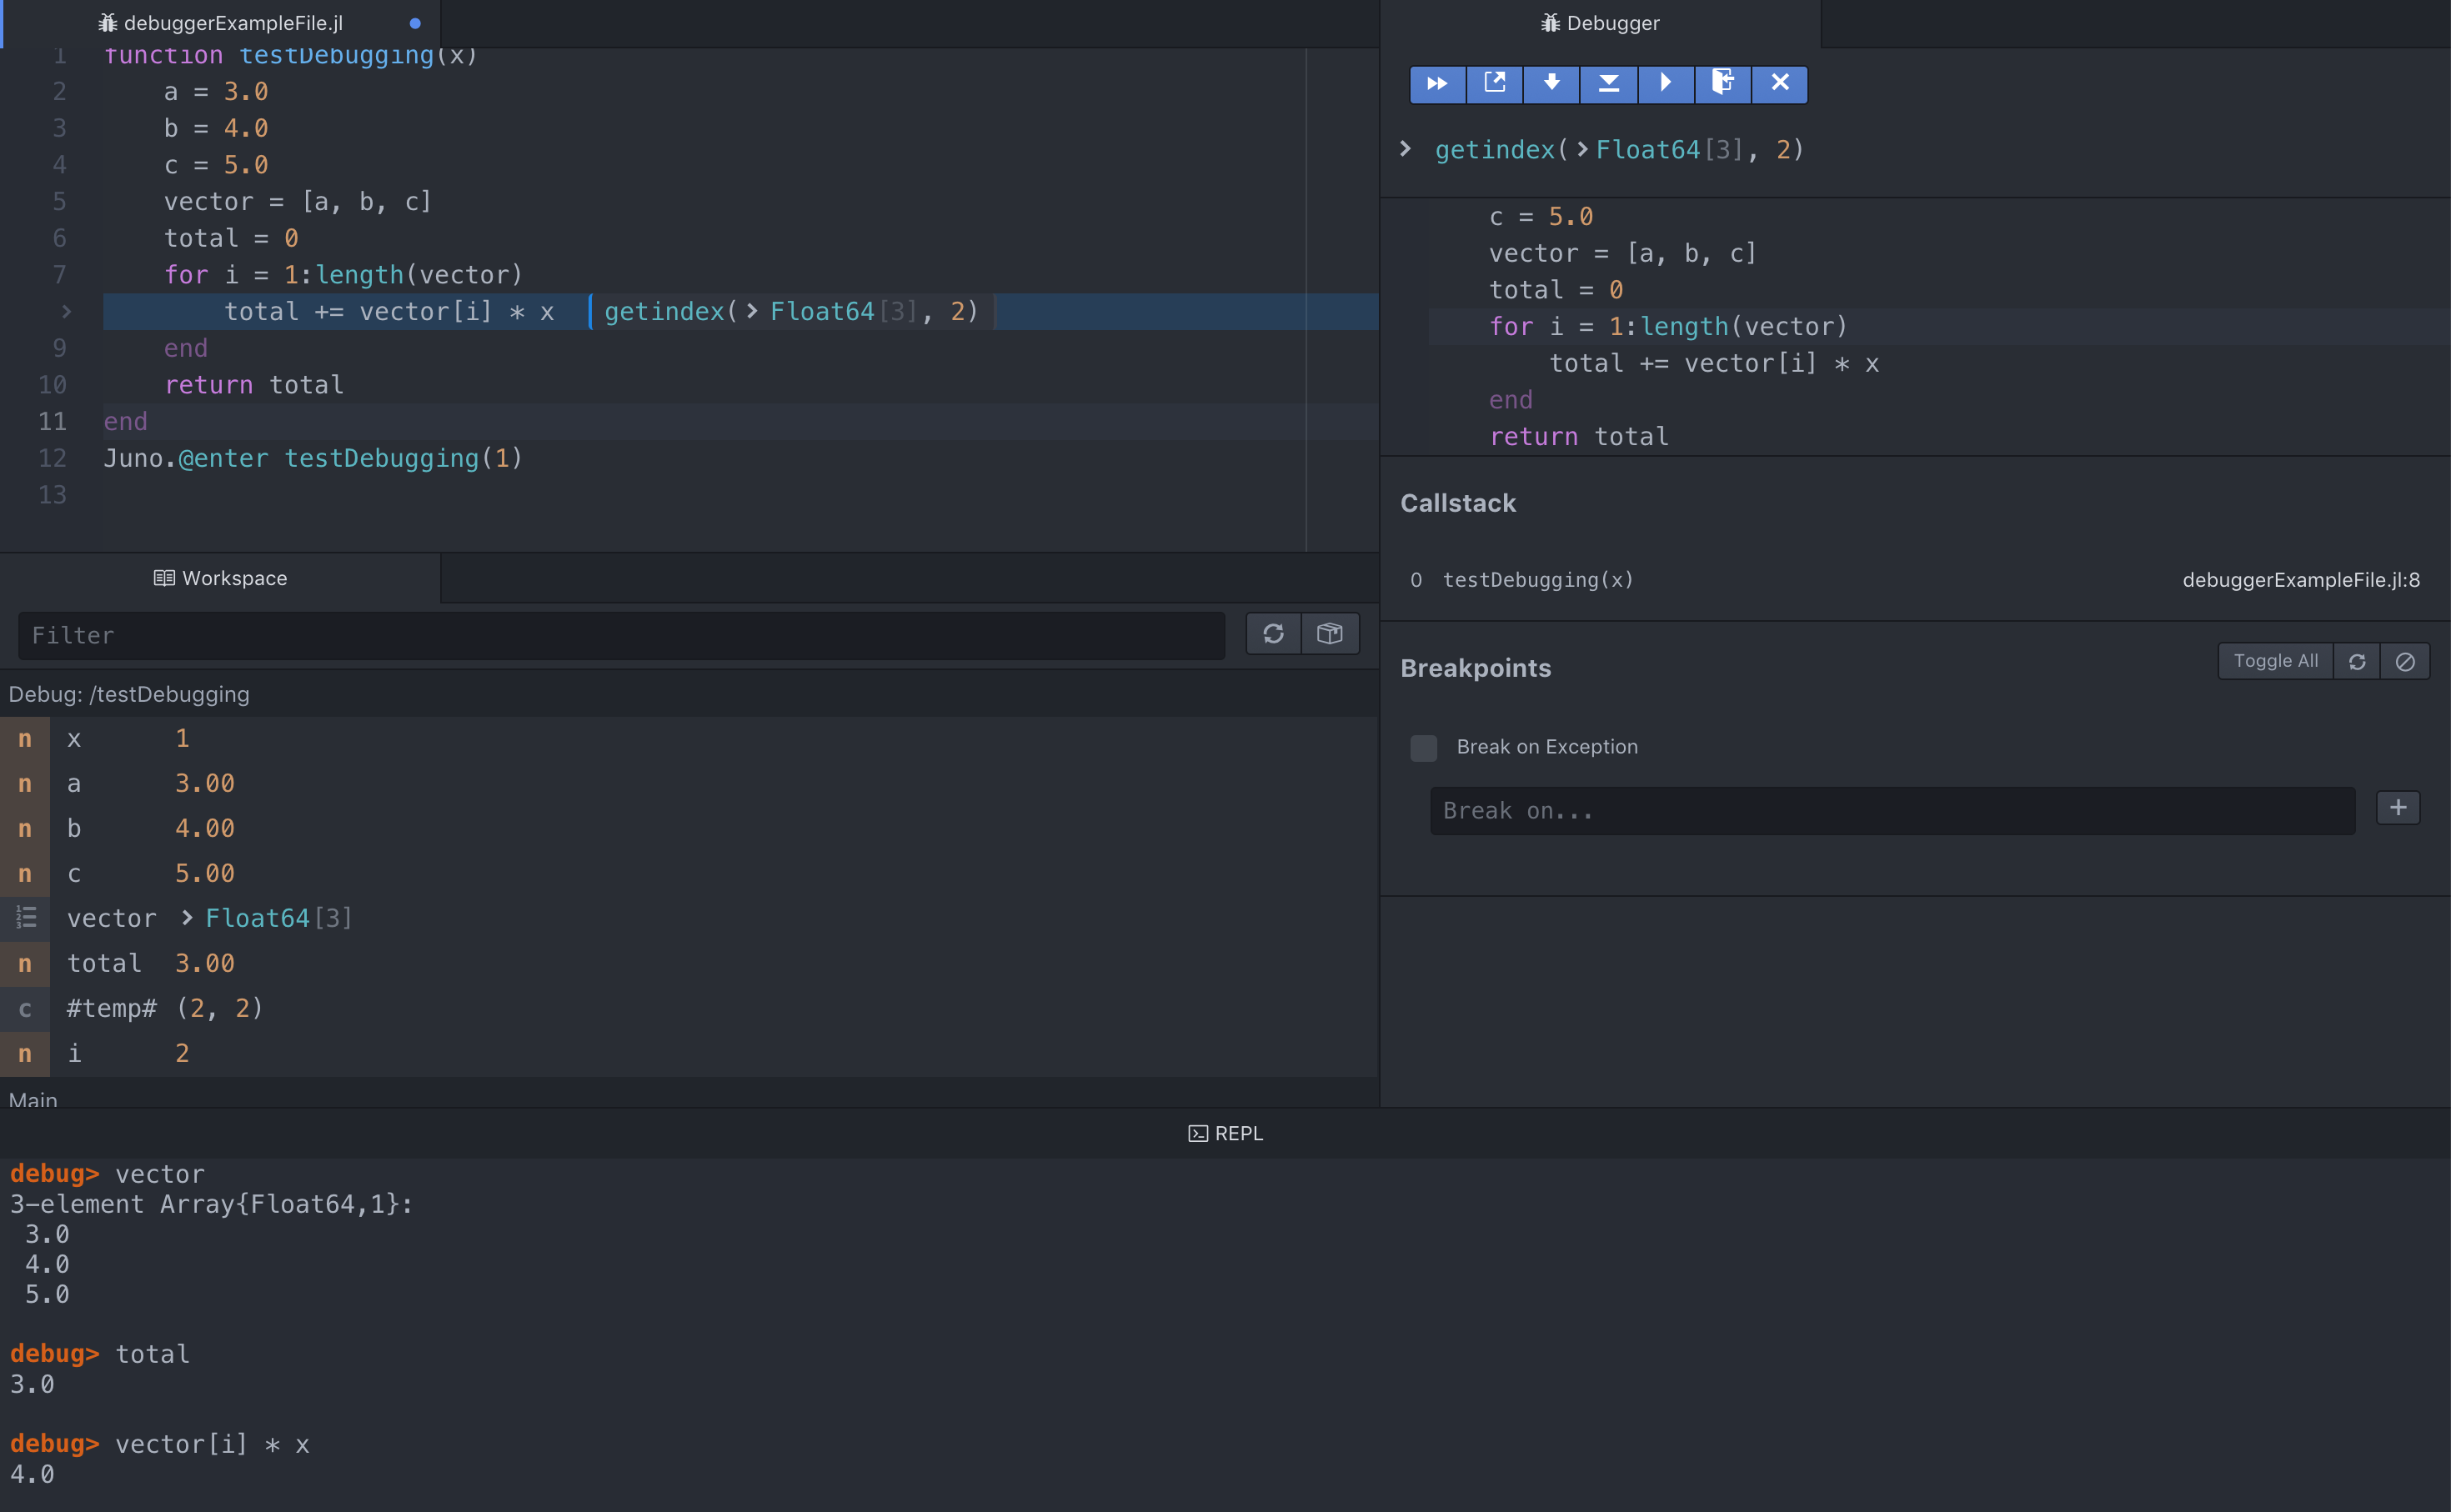 debuggerExampleFile.jl
1 function testDebugging(x)
2     a = 3.0
3     b = 4.0
4     c = 5.0
5     vector = [a, b, c]
6     total = 0
7     for i = 1:length(vector)
>         total += vector[i] * x   getindex(> Float64[3], 2)
9     end
10     return total
11 end
12 Juno.@enter testDebugging(1)
13
Workspace
Filter
Debug: /testDebugging
n x 1
n a 3.00
n b 4.00
n c 5.00
vector > Float64[3]
n total 3.00
c #temp# (2, 2)
n i 2
Main
Debugger
> getindex(> Float64[3], 2)
    c = 5.0
    vector = [a, b, c]
    total = 0
    for i = 1:length(vector)
        total += vector[i] * x
    end
    return total
Callstack
0 testDebugging(x) debuggerExampleFile.jl:8
Breakpoints Toggle All
Break on Exception
Break on... +
REPL
debug> vector
3-element Array{Float64,1}:
 3.0
 4.0
 5.0
debug> total
3.0
debug> vector[i] * x
4.0